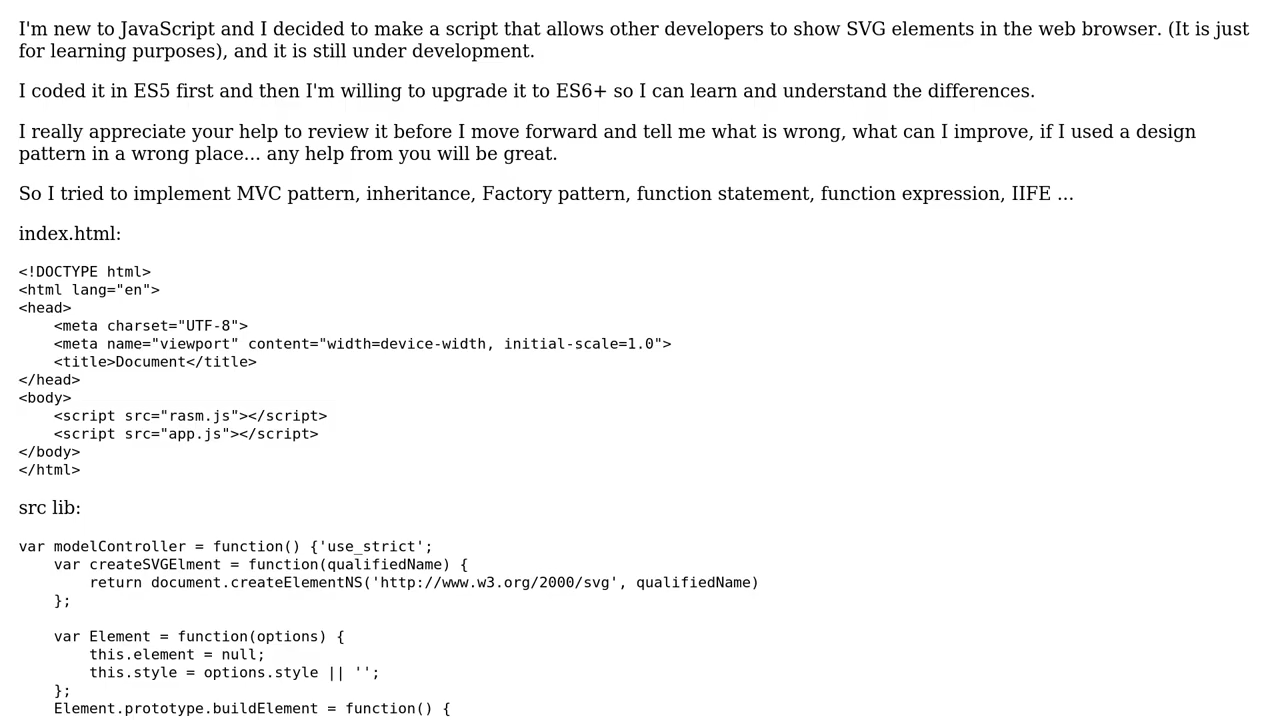 I'm new to JavaScript and I decided to make a script that allows other developers to show SVG elements in the web browser. (It is just
for learning purposes), and it is still under development.
I coded it in ES5 first and then I'm willing to upgrade it to ES6+ so I can learn and understand the differences.
I really appreciate your help to review it before I move forward and tell me what is wrong, what can I improve, if I used a design
pattern in a wrong place... any help from you will be great.
So I tried to implement MVC pattern, inheritance, Factory pattern, function statement, function expression, IIFE ...
index.html:
<!DOCTYPE html>
<html lang="en">
<head>
    <meta charset="UTF-8">
    <meta name="viewport" content="width=device-width, initial-scale=1.0">
    <title>Document</title>
</head>
<body>
    <script src="rasm.js"></script>
    <script src="app.js"></script>
</body>
</html>
src lib:
var modelController = function() {'use_strict';
    var createSVGElment = function(qualifiedName) {
        return document.createElementNS('http://www.w3.org/2000/svg', qualifiedName)
    };
    var Element = function(options) {
        this.element = null;
        this.style = options.style || '';
    };
    Element.prototype.buildElement = function() {